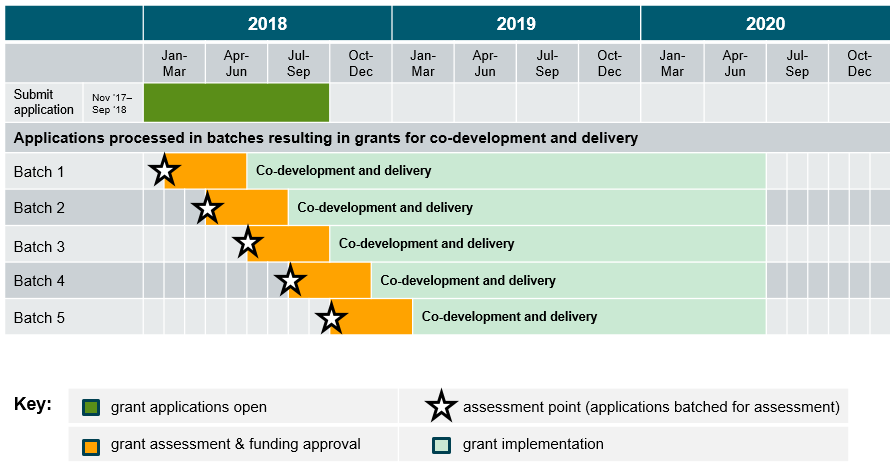 2018 2019 2020
Jan- Apr- Jul- Oct- Jan- Apr- Jul- Oct- Jan- Apr- Jul- Oct-
Mar Jun Sep Dec Mar Jun Sep Dec Mar Jun Sep Dec
Submit Nov '17–
application Sep '18
Applications processed in batches resulting in grants for co-development and delivery
Batch 1 Co-development and delivery
Batch 2 Co-development and delivery
Batch 3 Co-development and delivery
Batch 4 Co-development and delivery
Batch 5 Co-development and delivery
Key: grant applications open assessment point (applications batched for assessment)
grant assessment & funding approval grant implementation